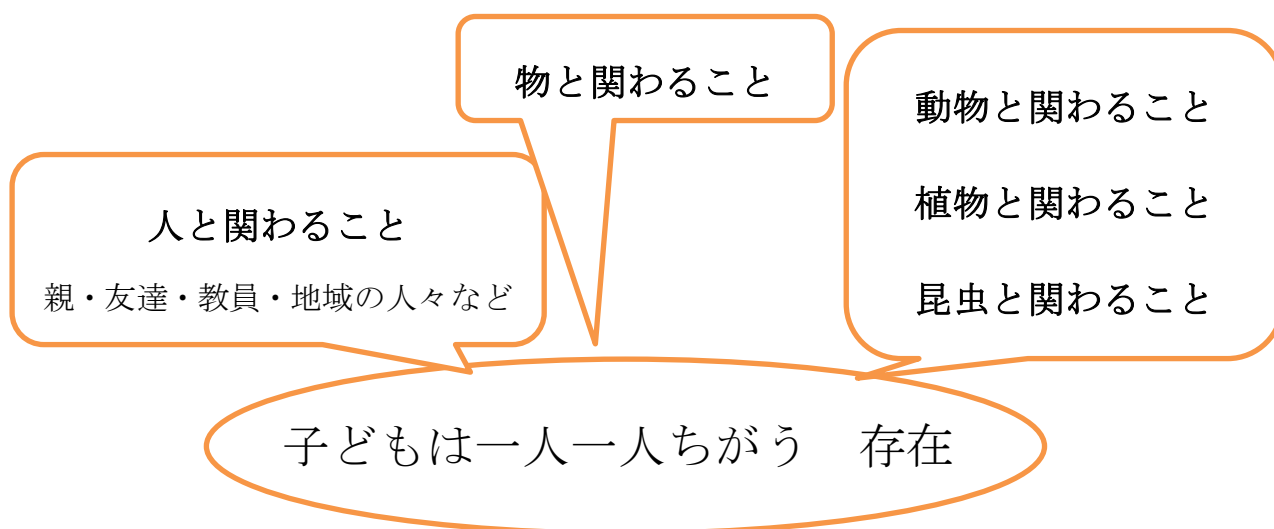 物と関わること
動物と関わること
植物と関わること
昆虫と関わること
人と関わること
親・友達・教員・地域の人々など
子どもは一人一人ちがう　存在